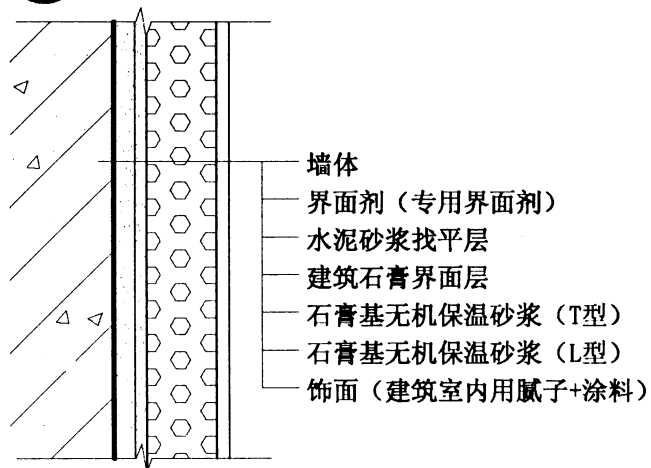 墙体
界面剂（专用界面剂）
水泥砂浆找平层
建筑石膏界面层
石膏基无机保温砂浆（T型）
石膏基无机保温砂浆（L型）
饰面（建筑室内用腻子+涂料）